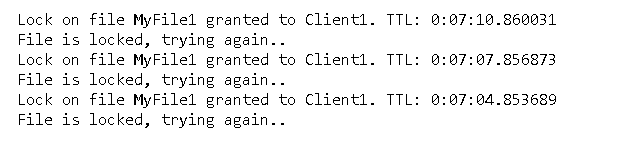 Lock on file MyFile1 granted to Client1. TTL: 0:07:10.860031
File is locked, trying again..
Lock on file MyFile1 granted to Client1. TTL: 0:07:07.856873
File is locked, trying again..
Lock on file MyFile1 granted to Client1. TTL: 0:07:04.853689
File is locked, trying again..